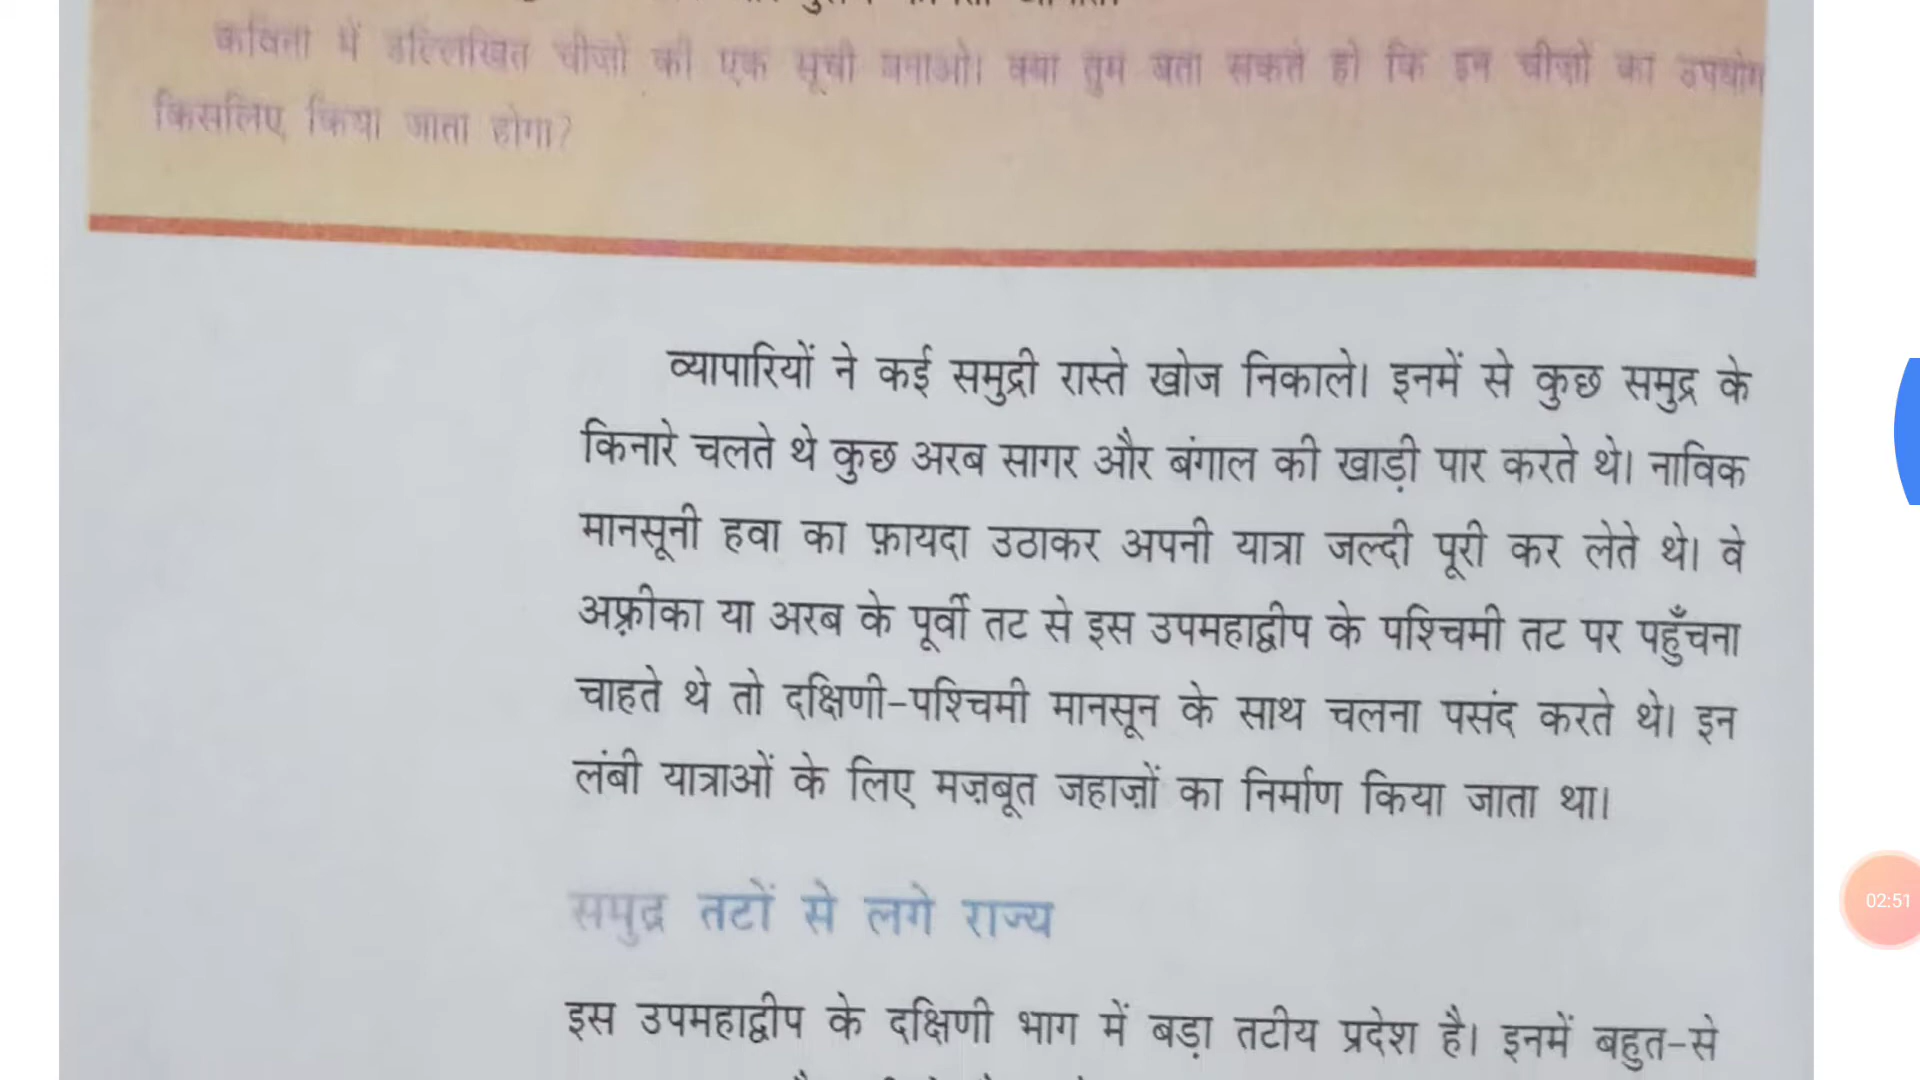 कविता में उल्लिखित चीज़ों की एक सूची बनाओ। क्या तुम बता सकते हो कि इन चीज़ों का उपयोग
किसलिए किया जाता होगा?
व्यापारियों ने कई समुद्री रास्ते खोज निकाले। इनमें से कुछ समुद्र के
किनारे चलते थे कुछ अरब सागर और बंगाल की खाड़ी पार करते थे। नाविक
मानसूनी हवा का फ़ायदा उठाकर अपनी यात्रा जल्दी पूरी कर लेते थे। वे
अफ़्रीका या अरब के पूर्वी तट से इस उपमहाद्वीप के पश्चिमी तट पर पहुँचना
चाहते थे तो दक्षिणी-पश्चिमी मानसून के साथ चलना पसंद करते थे। इन
लंबी यात्राओं के लिए मज़बूत जहाज़ों का निर्माण किया जाता था।
02:51
समुद्र तटों से लगे राज्य
इस उपमहाद्वीप के दक्षिणी भाग में बड़ा तटीय प्रदेश है। इनमें बहुत-से